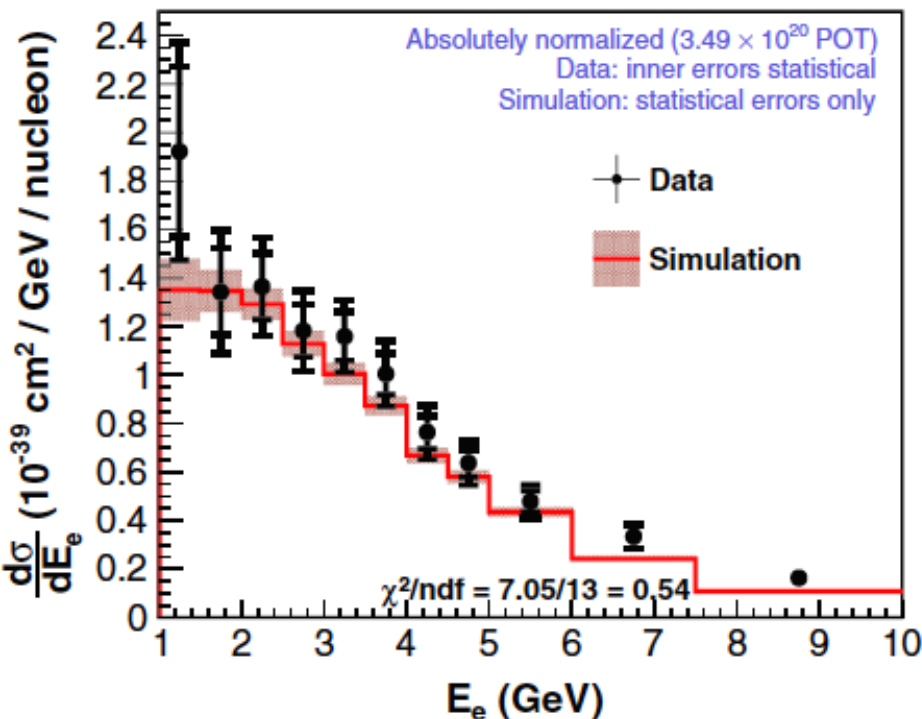 Absolutely normalized (3.49 × 10²⁰ POT)
Data: inner errors statistical
Simulation: statistical errors only
Data
Simulation
χ²/ndf = 7.05/13 = 0.54
dσ/dEₑ (10⁻³⁹ cm² / GeV / nucleon)
2.4
2.2
2
1.8
1.6
1.4
1.2
1
0.8
0.6
0.4
0.2
0
1 2 3 4 5 6 7 8 9 10
Eₑ (GeV)